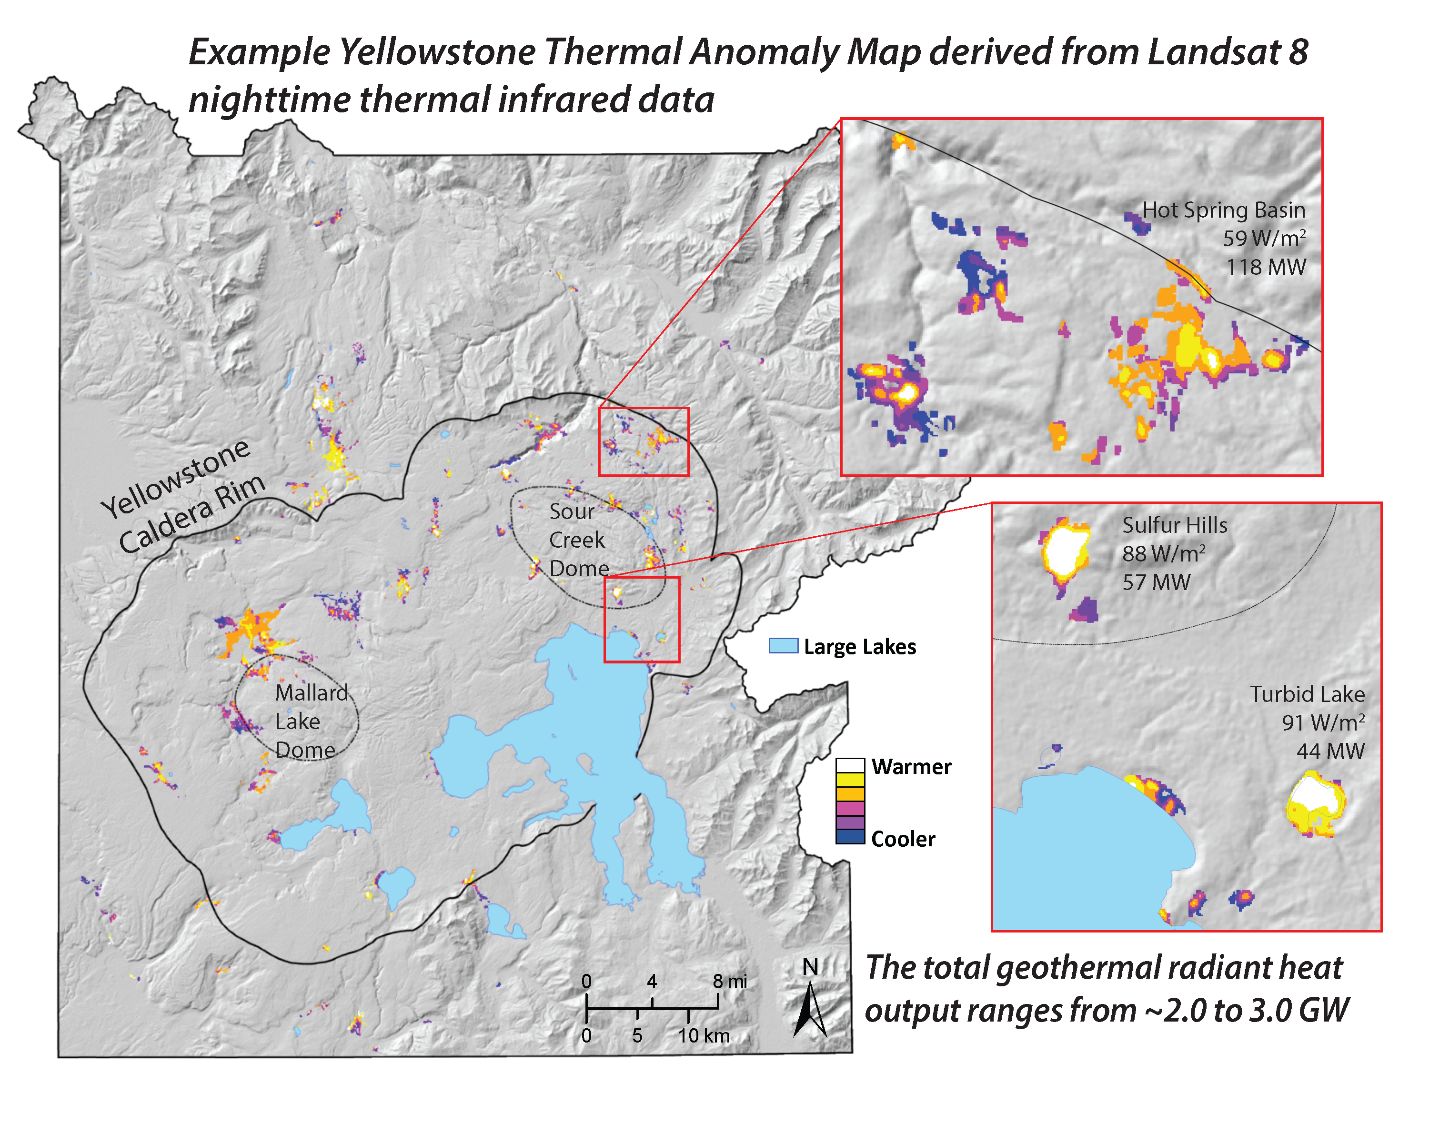 Example Yellowstone Thermal Anomaly Map derived from Landsat 8
nighttime thermal infrared data
Hot Spring Basin
59 W/m²
118 MW
Yellowstone
Caldera Rim
Sour
Creek
Dome
Sulfur Hills
88 W/m²
57 MW
Large Lakes
Mallard
Lake
Dome
Turbid Lake
91 W/m²
44 MW
Warmer
Cooler
0 4 8 mi
0 5 10 km
N
The total geothermal radiant heat
output ranges from ~2.0 to 3.0 GW